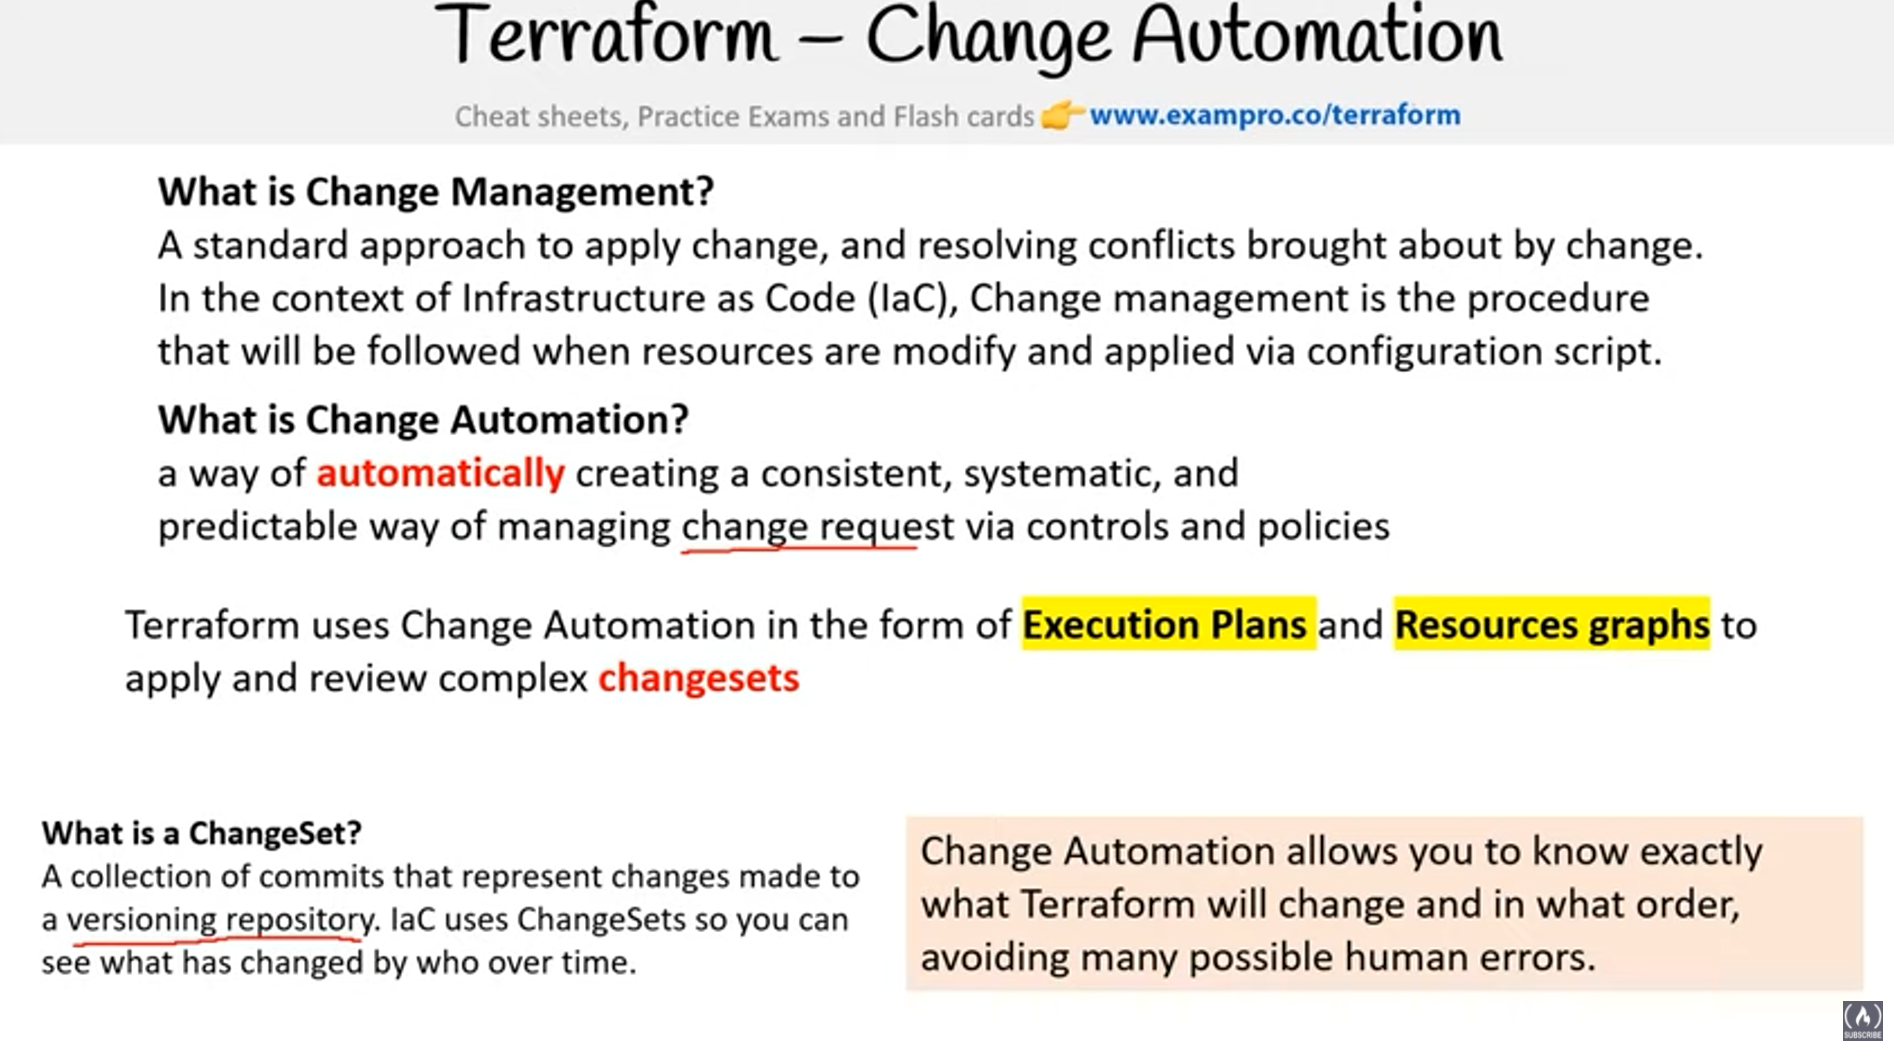 Terraform – Change Automation
Cheat sheets, Practice Exams and Flash cards 👉 www.exampro.co/terraform
What is Change Management?
A standard approach to apply change, and resolving conflicts brought about by change.
In the context of Infrastructure as Code (IaC), Change management is the procedure
that will be followed when resources are modify and applied via configuration script.
What is Change Automation?
a way of automatically creating a consistent, systematic, and
predictable way of managing change request via controls and policies
Terraform uses Change Automation in the form of Execution Plans and Resources graphs to
apply and review complex changesets
What is a ChangeSet?
A collection of commits that represent changes made to
a versioning repository. IaC uses ChangeSets so you can
see what has changed by who over time.
Change Automation allows you to know exactly
what Terraform will change and in what order,
avoiding many possible human errors.
SUBSCRIBE